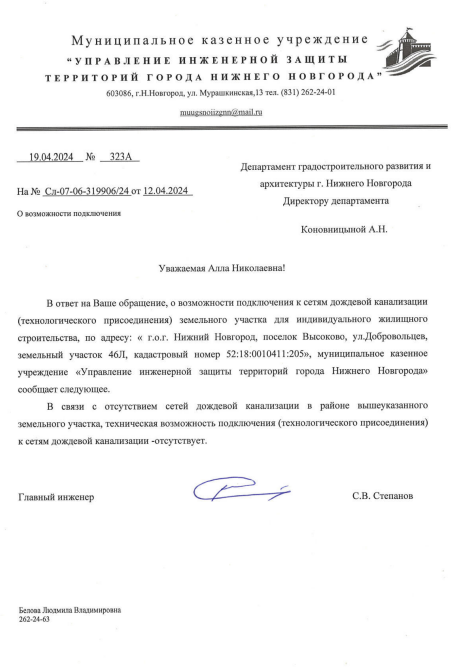 Муниципальное казенное учреждение
"УПРАВЛЕНИЕ ИНЖЕНЕРНОЙ ЗАЩИТЫ
ТЕРРИТОРИЙ ГОРОДА НИЖНЕГО НОВГОРОДА"
603086, г.Н.Новгород, ул. Мурашкинская,13 тел. (831) 262-24-01
muugsnoiizgnn@mail.ru
19.04.2024 № 323А
На № Сл-07-06-319906/24 от 12.04.2024
О возможности подключения
Департамент градостроительного развития и
архитектуры г. Нижнего Новгорода
Директору департамента
Коновницыной А.Н.
Уважаемая Алла Николаевна!
В ответ на Ваше обращение, о возможности подключения к сетям дождевой канализации
(технологического присоединения) земельного участка для индивидуального жилищного
строительства, по адресу: « г.о.г. Нижний Новгород, поселок Высоково, ул.Добровольцев,
земельный участок 46Л, кадастровый номер 52:18:0010411:205», муниципальное казенное
учреждение «Управление инженерной защиты территорий города Нижнего Новгорода»
сообщает следующее.
В связи с отсутствием сетей дождевой канализации в районе вышеуказанного
земельного участка, техническая возможность подключения (технологического присоединения)
к сетям дождевой канализации -отсутствует.
Главный инженер
С.В. Степанов
Белова Людмила Владимировна
262-24-63